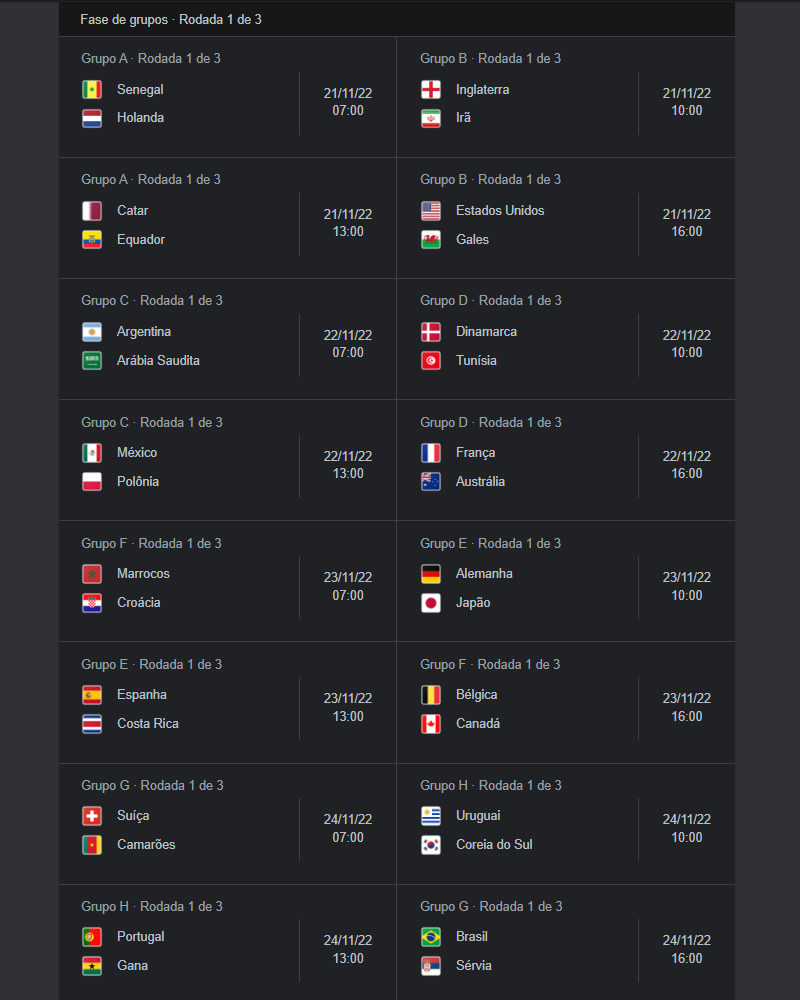 Fase de grupos · Rodada 1 de 3
Grupo A · Rodada 1 de 3
Senegal
Holanda
21/11/22
07:00
Grupo B · Rodada 1 de 3
Inglaterra
Irã
21/11/22
10:00
Grupo A · Rodada 1 de 3
Catar
Equador
21/11/22
13:00
Grupo B · Rodada 1 de 3
Estados Unidos
Gales
21/11/22
16:00
Grupo C · Rodada 1 de 3
Argentina
Arábia Saudita
22/11/22
07:00
Grupo D · Rodada 1 de 3
Dinamarca
Tunísia
22/11/22
10:00
Grupo C · Rodada 1 de 3
México
Polônia
22/11/22
13:00
Grupo D · Rodada 1 de 3
França
Austrália
22/11/22
16:00
Grupo F · Rodada 1 de 3
Marrocos
Croácia
23/11/22
07:00
Grupo E · Rodada 1 de 3
Alemanha
Japão
23/11/22
10:00
Grupo E · Rodada 1 de 3
Espanha
Costa Rica
23/11/22
13:00
Grupo F · Rodada 1 de 3
Bélgica
Canadá
23/11/22
16:00
Grupo G · Rodada 1 de 3
Suíça
Camarões
24/11/22
07:00
Grupo H · Rodada 1 de 3
Uruguai
Coreia do Sul
24/11/22
10:00
Grupo H · Rodada 1 de 3
Portugal
Gana
24/11/22
13:00
Grupo G · Rodada 1 de 3
Brasil
Sérvia
24/11/22
16:00